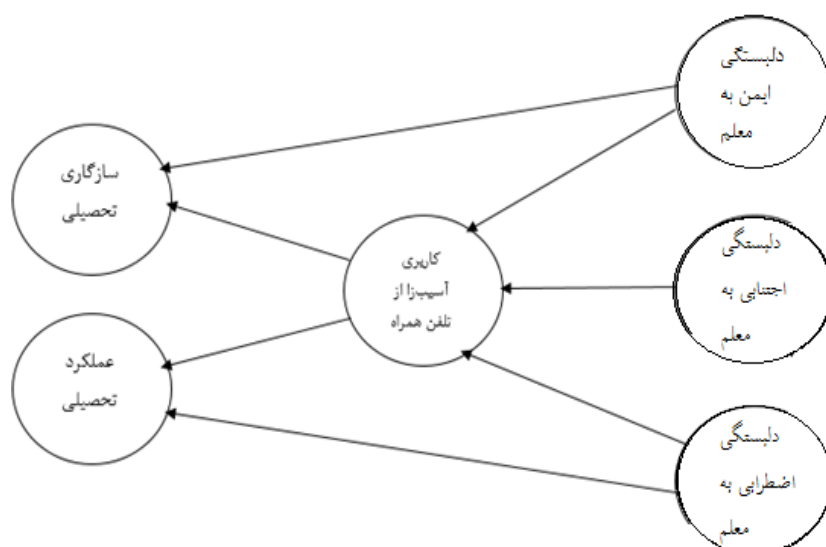 دلبستگی
ایمن به
معلم
سازگاری
تحصیلی
دلبستگی
اجتنابی به
معلم
کاربری
آسیب‌زا از
تلفن همراه
عملکرد
تحصیلی
دلبستگی
اضطرابی به
معلم